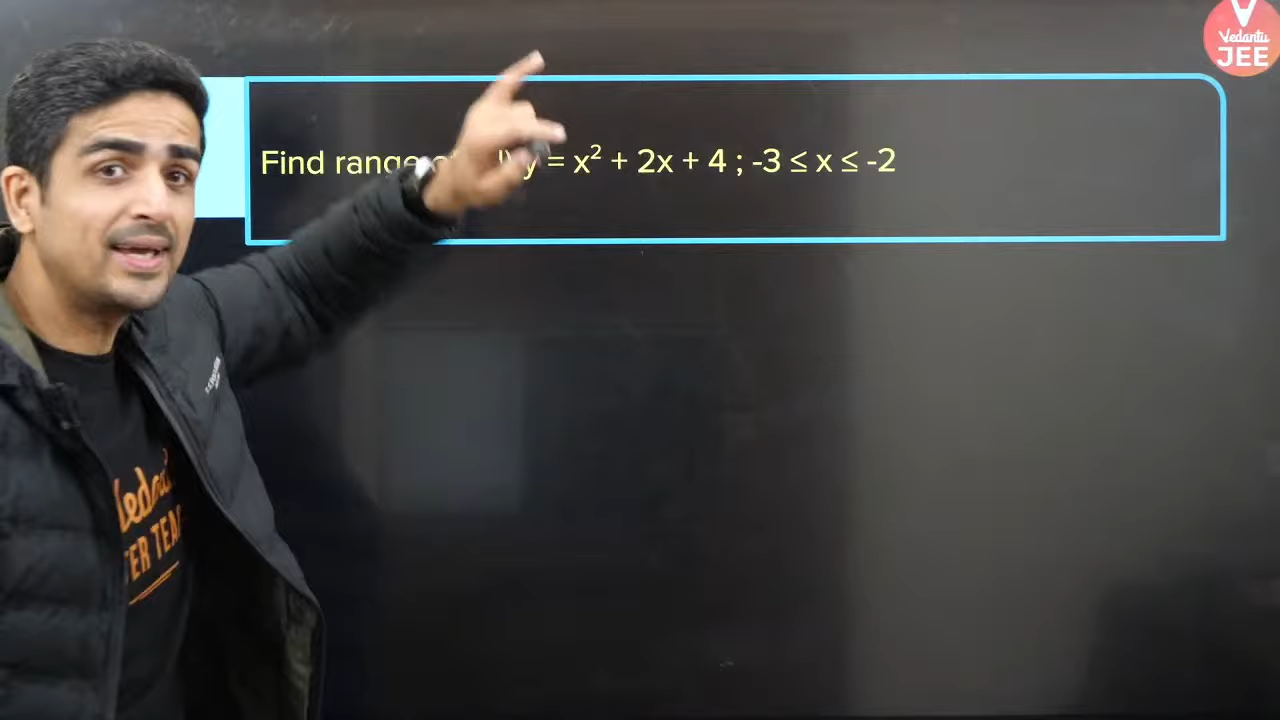 Vedantu
JEE
Find range y = x² + 2x + 4 ; -3 ≤ x ≤ -2